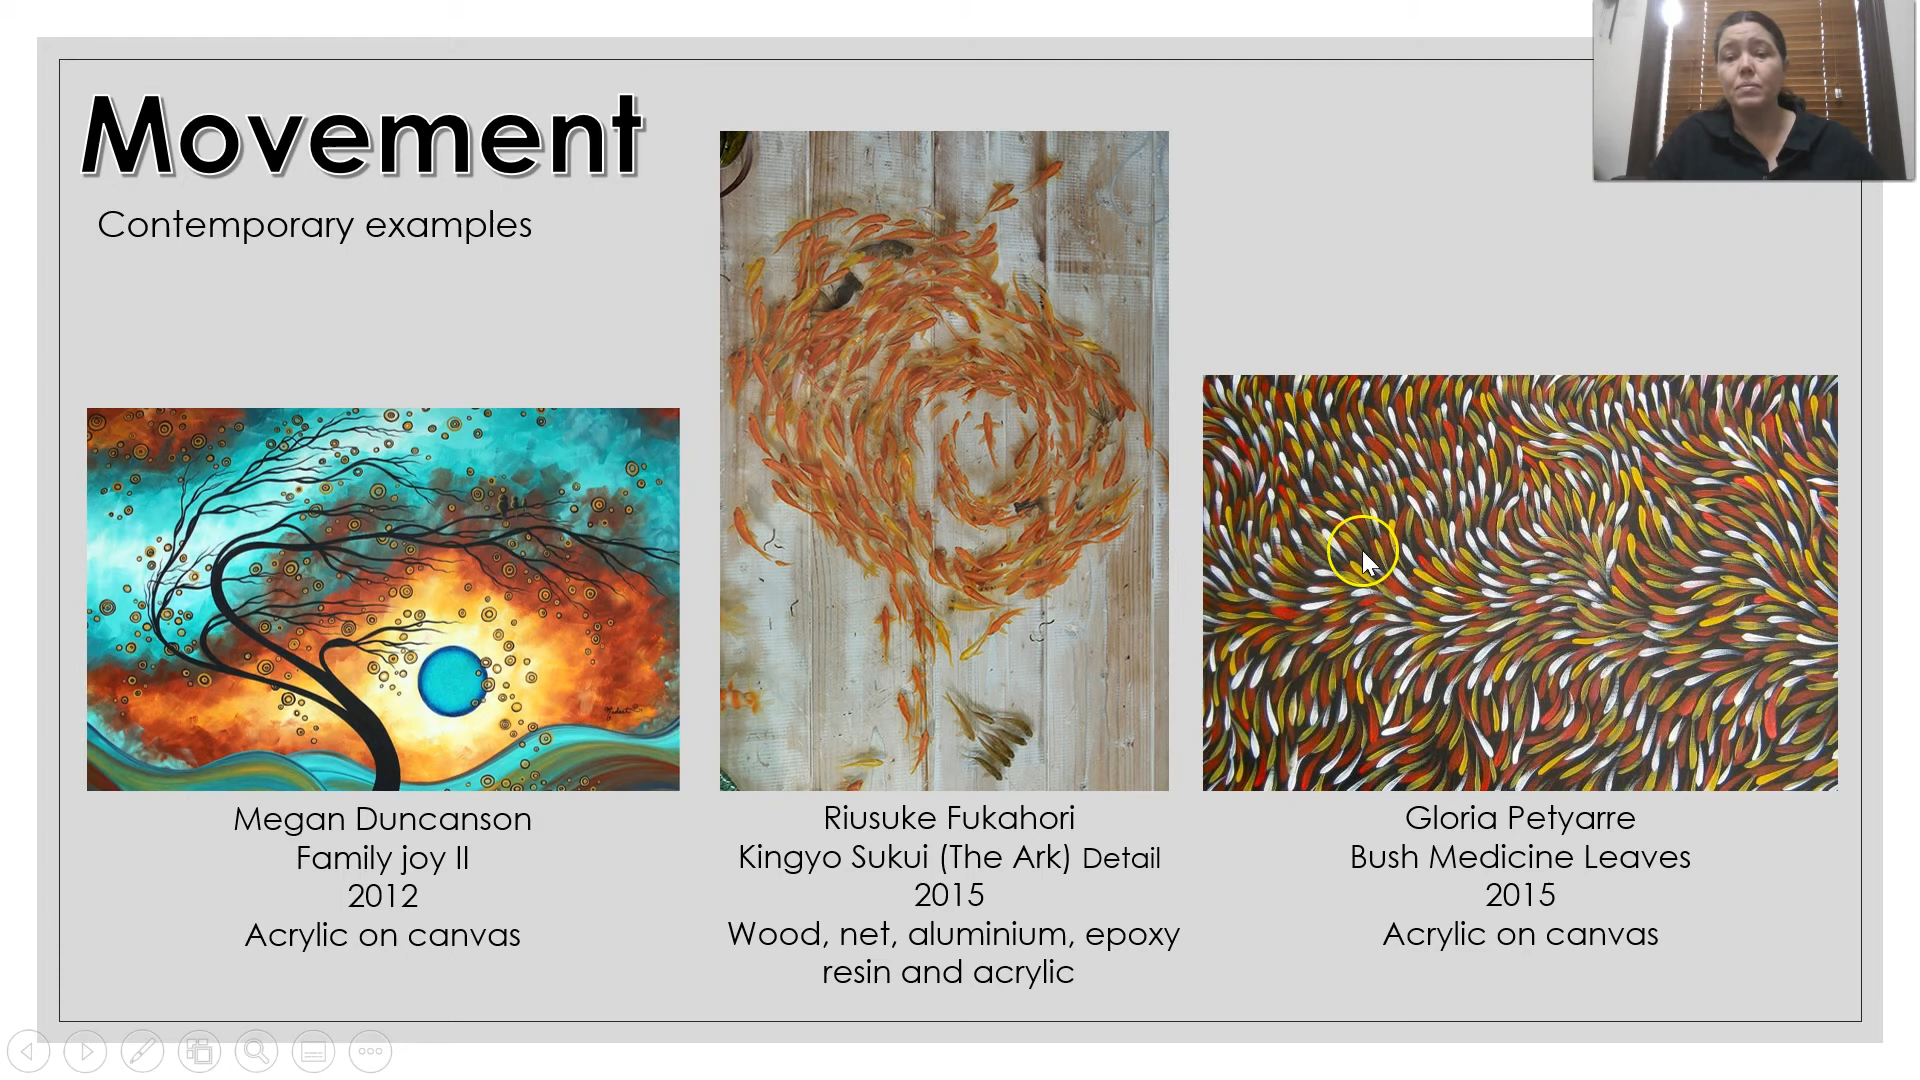 Movement
Contemporary examples
Megan Duncanson
Family joy II
2012
Acrylic on canvas
Riusuke Fukahori
Kingyo Sukui (The Ark) Detail
2015
Wood, net, aluminium, epoxy
resin and acrylic
Gloria Petyarre
Bush Medicine Leaves
2015
Acrylic on canvas